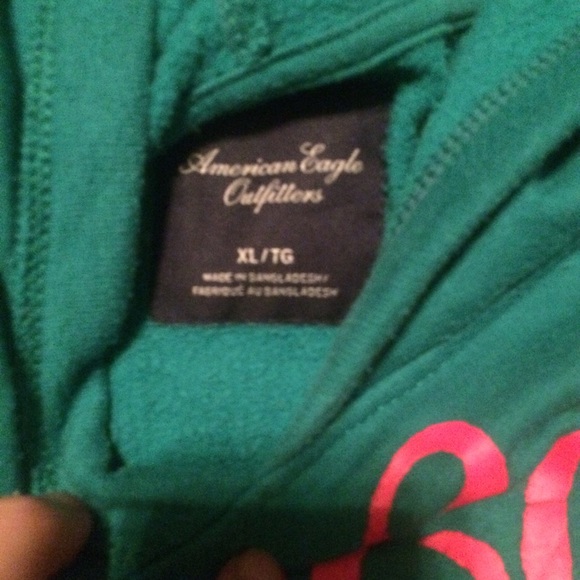 American Eagle
Outfitters
XL / TG
MADE IN BANGLADESH/
FABRIQUÉ AU BANGLADESH